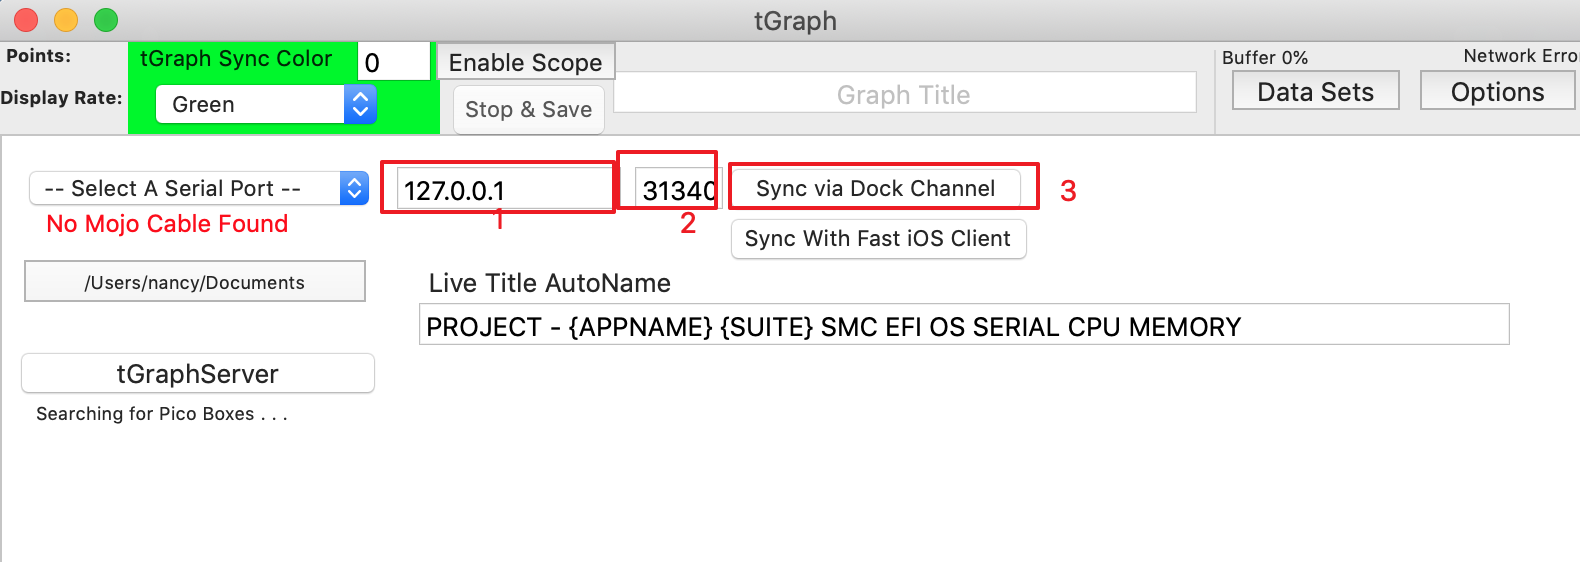 tGraph
Points:
tGraph Sync Color
0
Enable Scope
Buffer 0%
Network Erro
Display Rate:
Green
Stop & Save
Graph Title
Data Sets
Options
-- Select A Serial Port --
127.0.0.1
31340
Sync via Dock Channel
3
No Mojo Cable Found
1
2
Sync With Fast iOS Client
/Users/nancy/Documents
Live Title AutoName
PROJECT - {APPNAME} {SUITE} SMC EFI OS SERIAL CPU MEMORY
tGraphServer
Searching for Pico Boxes . . .